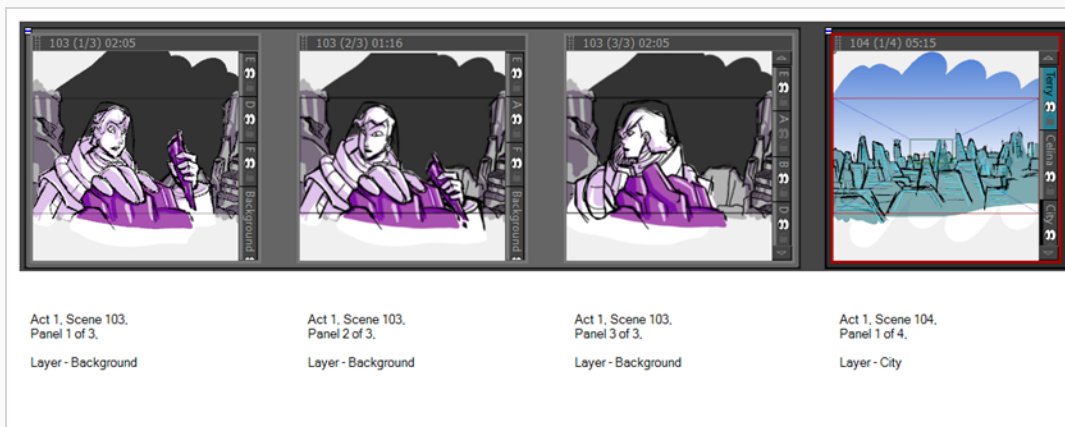 103 (1/3) 02:05
E
D
F
Background
103 (2/3) 01:16
E
A
F
Background
103 (3/3) 02:05
E
A
B
D
104 (1/4) 05:15
Terry
Celina
City
Act 1, Scene 103,
Panel 1 of 3,
Layer - Background
Act 1, Scene 103,
Panel 2 of 3,
Layer - Background
Act 1, Scene 103,
Panel 3 of 3,
Layer - Background
Act 1, Scene 104,
Panel 1 of 4,
Layer - City